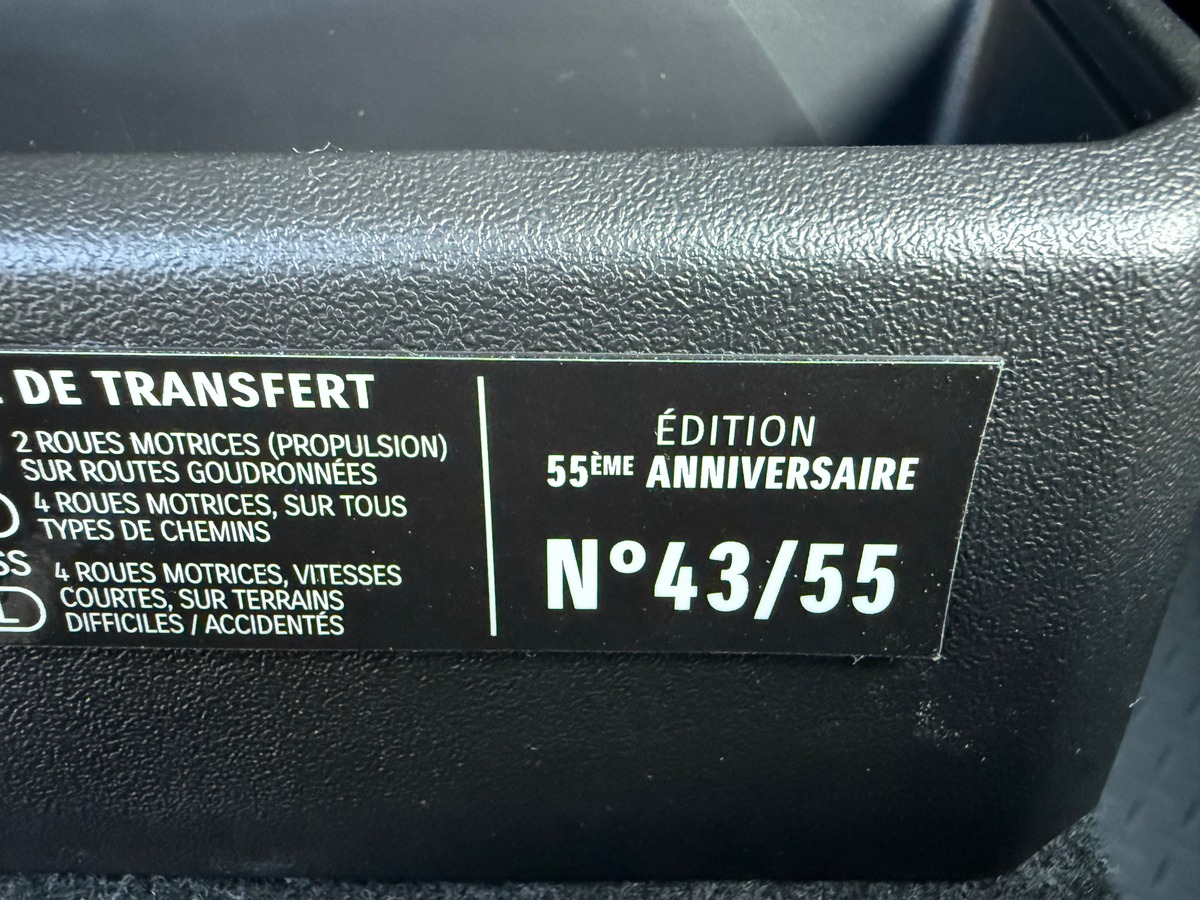 DE TRANSFERT
2 ROUES MOTRICES (PROPULSION)
SUR ROUTES GOUDRONNÉES
4 ROUES MOTRICES, SUR TOUS
TYPES DE CHEMINS
SS
4 ROUES MOTRICES, VITESSES
L
COURTES, SUR TERRAINS
DIFFICILES / ACCIDENTÉS
ÉDITION
55ÈME ANNIVERSAIRE
N°43/55